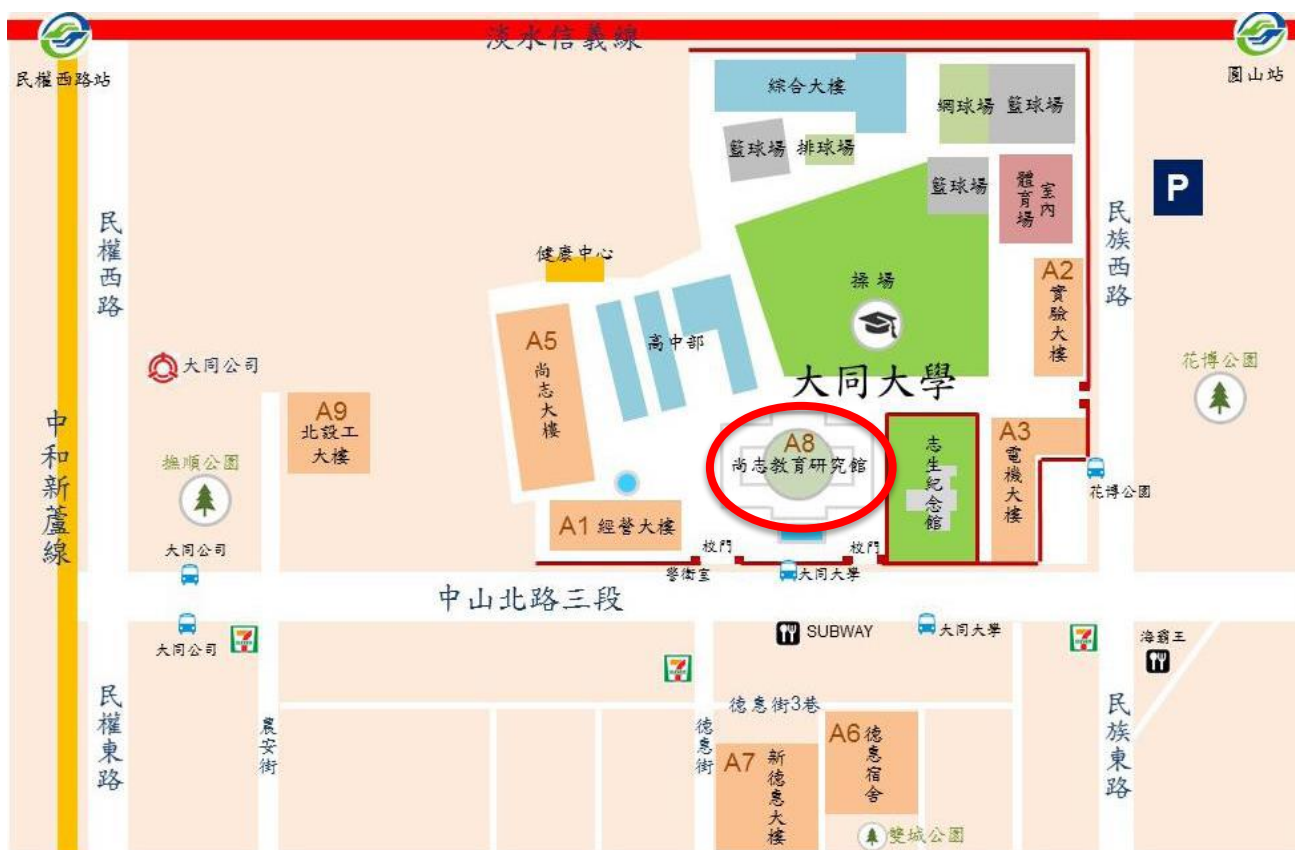 淡水信義線
民權西路站
圓山站
綜合大樓
網球場
籃球場
籃球場
排球場
籃球場
室內
體育場
P
民權西路
民族西路
健康中心
操場
A2
實驗大樓
A5
尚志大樓
高中部
大同公司
花博公園
大同大學
A9
北設工
大樓
A8
尚志教育研究館
志生紀念館
A3
電機大樓
中和新蘆線
撫順公園
花博公園
A1 經營大樓
校門
校門
大同公司
警衛室
大同大學
中山北路三段
SUBWAY
大同大學
大同公司
7
ELEVEN
7
ELEVEN
7
ELEVEN
海霸王
民權東路
農安街
德惠街
德惠街3巷
民族東路
A6
德惠宿舍
A7
新德惠大樓
雙城公園